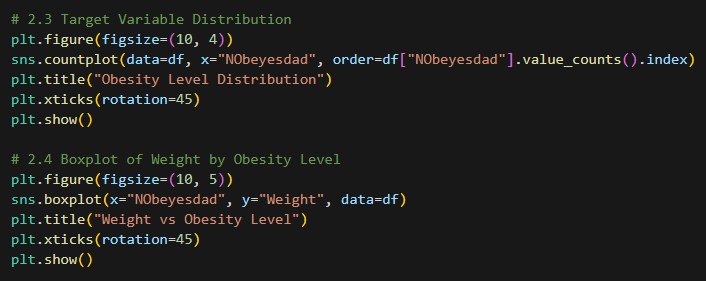 # 2.3 Target Variable Distribution
plt.figure(figsize=(10, 4))
sns.countplot(data=df, x="NObeyesdad", order=df["NObeyesdad"].value_counts().index)
plt.title("Obesity Level Distribution")
plt.xticks(rotation=45)
plt.show()

# 2.4 Boxplot of Weight by Obesity Level
plt.figure(figsize=(10, 5))
sns.boxplot(x="NObeyesdad", y="Weight", data=df)
plt.title("Weight vs Obesity Level")
plt.xticks(rotation=45)
plt.show()